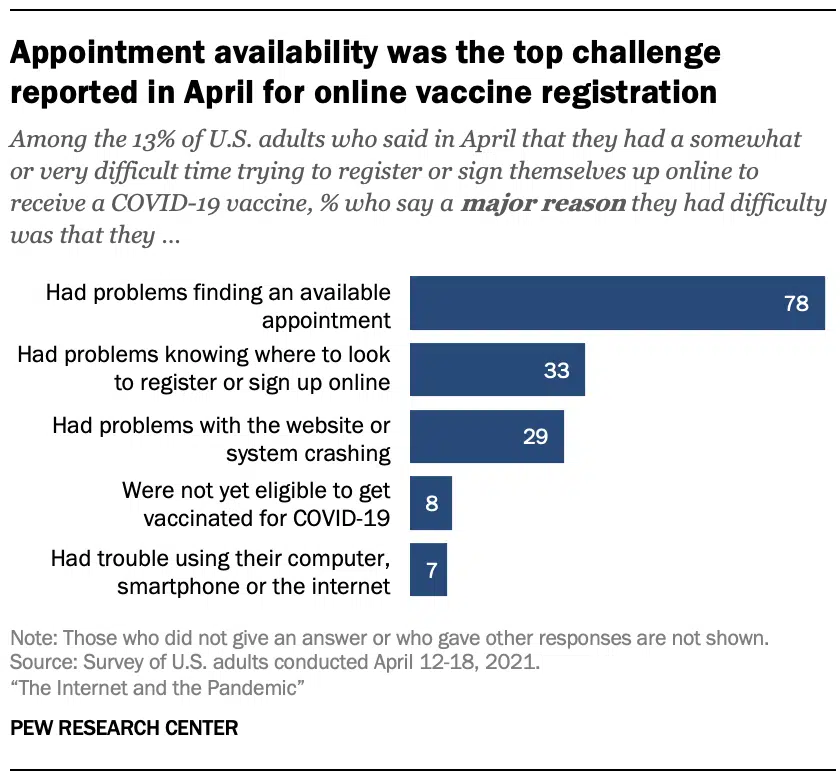 Appointment availability was the top challenge
reported in April for online vaccine registration
Among the 13% of U.S. adults who said in April that they had a somewhat
or very difficult time trying to register or sign themselves up online to
receive a COVID-19 vaccine, % who say a major reason they had difficulty
was that they ...
Had problems finding an available
appointment
78
Had problems knowing where to look
to register or sign up online
33
Had problems with the website or
system crashing
29
Were not yet eligible to get
vaccinated for COVID-19
8
Had trouble using their computer,
smartphone or the internet
7
Note: Those who did not give an answer or who gave other responses are not shown.
Source: Survey of U.S. adults conducted April 12-18, 2021.
“The Internet and the Pandemic”
PEW RESEARCH CENTER